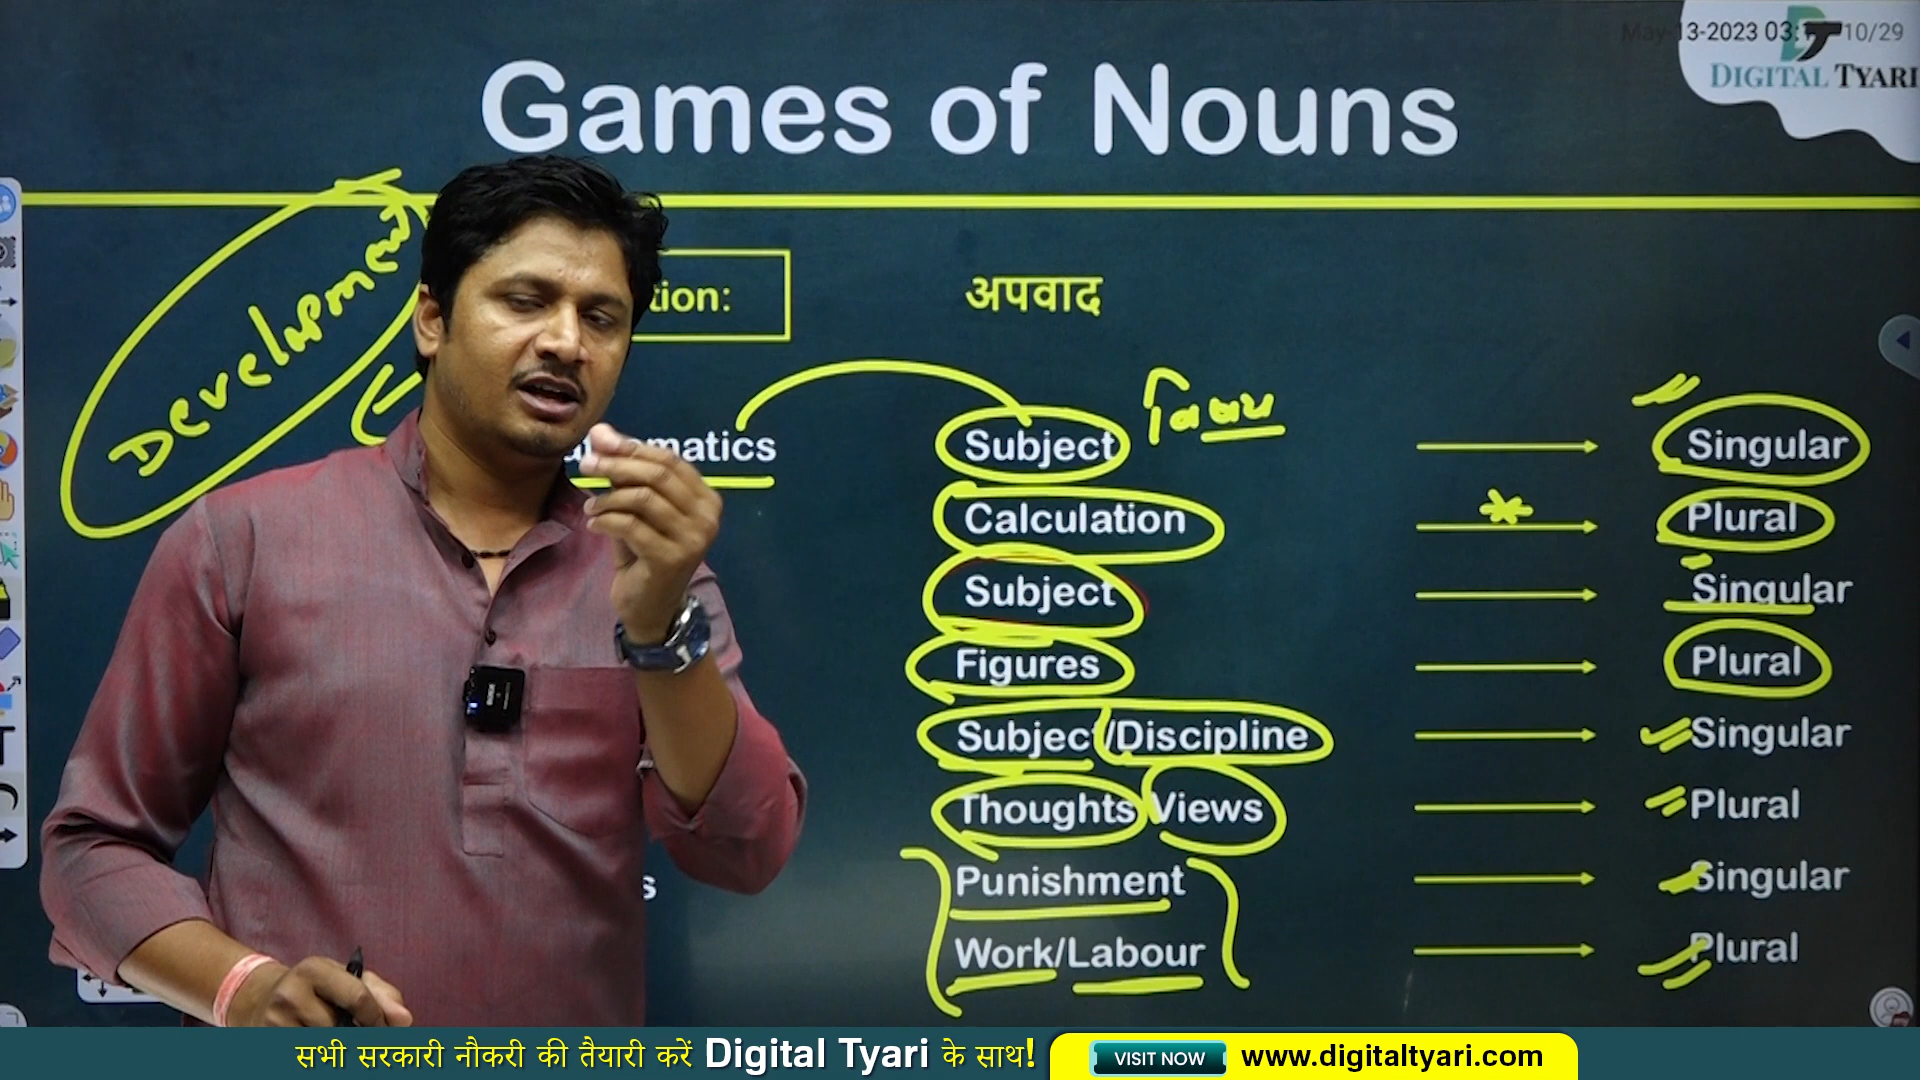 May-13-2023 03: 10/29
DIGITAL TYARI
Games of Nouns
Development
tion: अपवाद
matics Subject विषय Singular
Calculation * Plural
Subject Singular
Figures Plural
Subject/Discipline Singular
Thoughts Views Plural
s Punishment Singular
Work/Labour Plural
सभी सरकारी नौकरी की तैयारी करें Digital Tyari के साथ! VISIT NOW www.digitaltyari.com